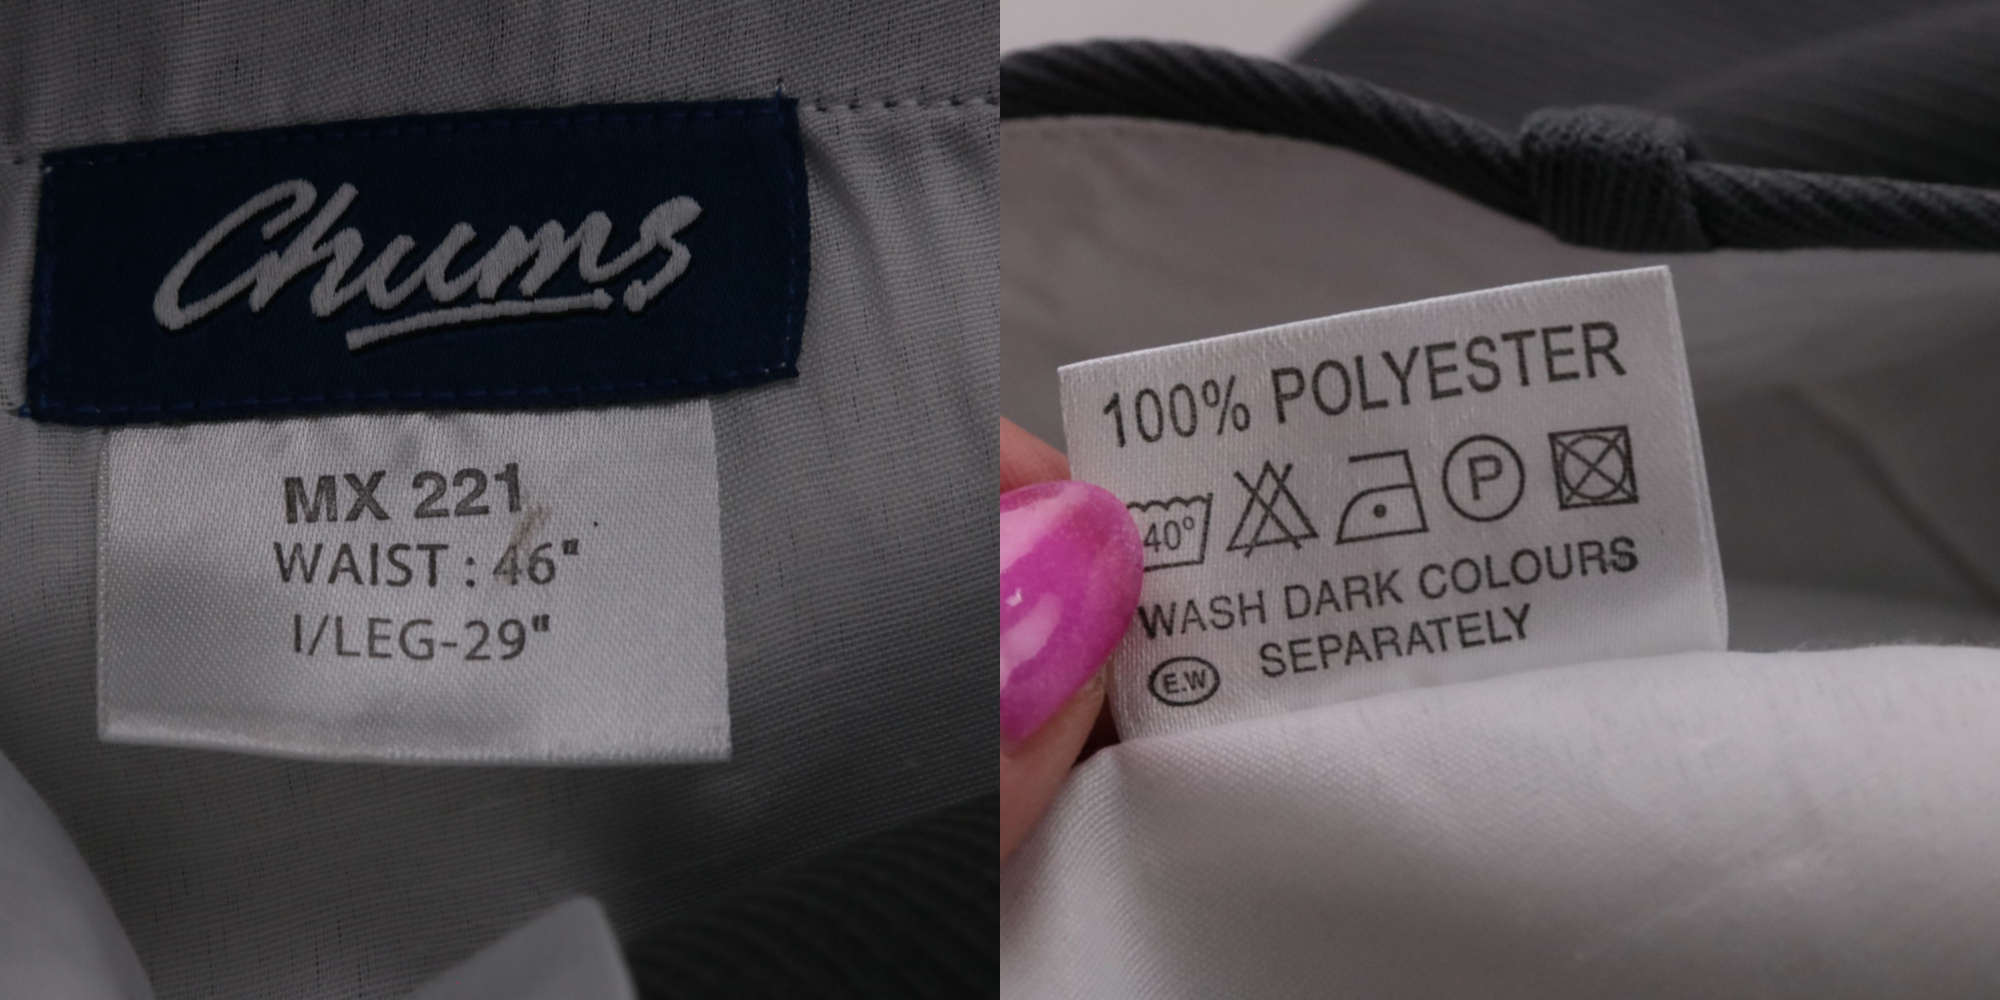 Chums
MX 221
WAIST : 46"
I/LEG-29"
100% POLYESTER
40° P
WASH DARK COLOURS
SEPARATELY
E.W